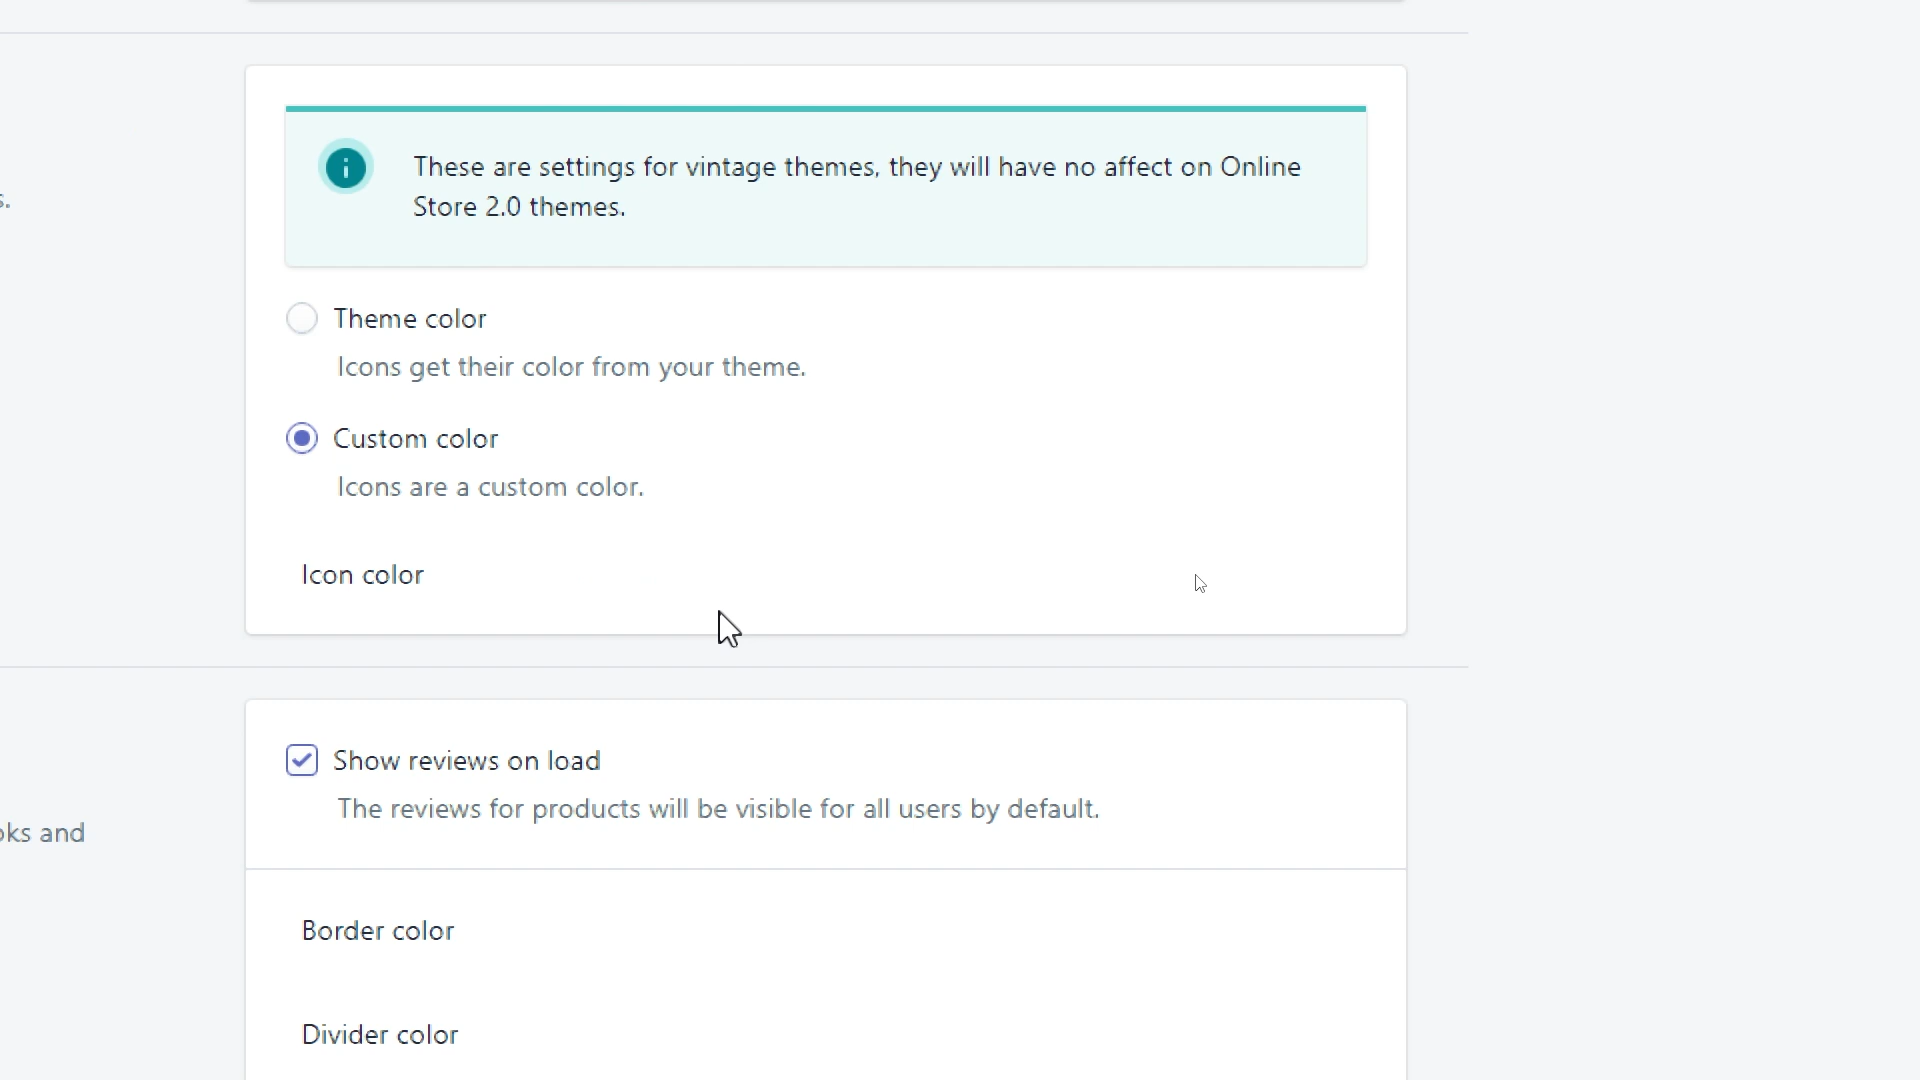 These are settings for vintage themes, they will have no affect on Online
Store 2.0 themes.
s.
Theme color
Icons get their color from your theme.
Custom color
Icons are a custom color.
Icon color
Show reviews on load
The reviews for products will be visible for all users by default.
oks and
Border color
Divider color